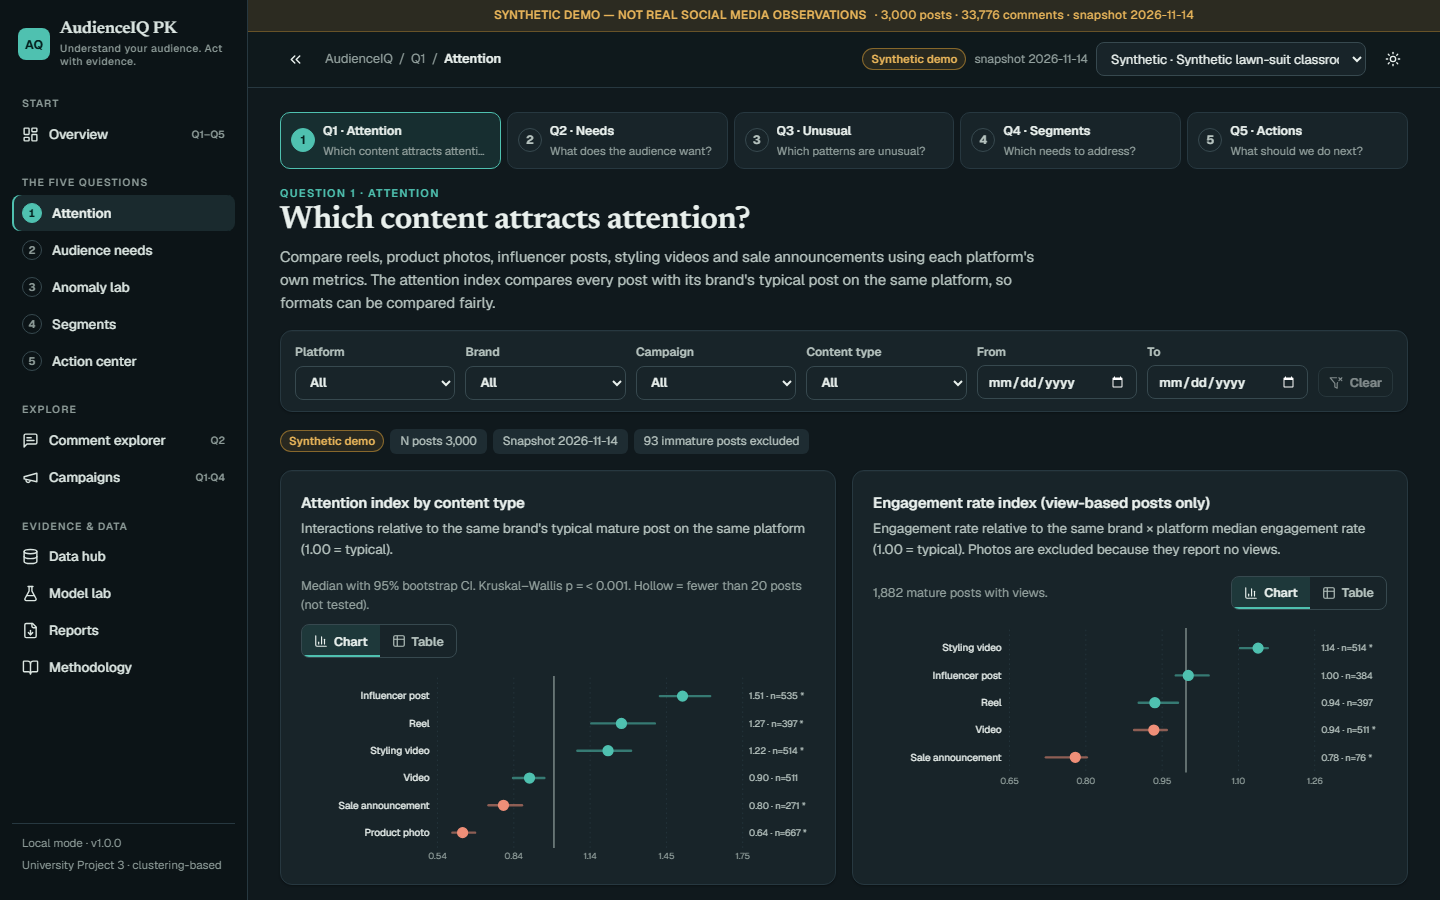 AQ
AudienceIQ PK
Understand your audience. Act
with evidence.
START
Overview Q1–Q5
THE FIVE QUESTIONS
1 Attention
2 Audience needs
3 Anomaly lab
4 Segments
5 Action center
EXPLORE
Comment explorer Q2
Campaigns Q1-Q4
EVIDENCE & DATA
Data hub
Model lab
Reports
Methodology
Local mode · v1.0.0
University Project 3 · clustering-based
SYNTHETIC DEMO — NOT REAL SOCIAL MEDIA OBSERVATIONS · 3,000 posts · 33,776 comments · snapshot 2026-11-14
AudienceIQ / Q1 / Attention
Synthetic demo snapshot 2026-11-14 Synthetic · Synthetic lawn-suit classroo
1 Q1 · Attention
Which content attracts attenti...
2 Q2 · Needs
What does the audience want?
3 Q3 · Unusual
Which patterns are unusual?
4 Q4 · Segments
Which needs to address?
5 Q5 · Actions
What should we do next?
QUESTION 1 · ATTENTION
Which content attracts attention?
Compare reels, product photos, influencer posts, styling videos and sale announcements using each platform's
own metrics. The attention index compares every post with its brand's typical post on the same platform, so
formats can be compared fairly.
Platform Brand Campaign Content type From To
All All All All mm/dd/yyyy mm/dd/yyyy Clear
Synthetic demo N posts 3,000 Snapshot 2026-11-14 93 immature posts excluded
Attention index by content type
Interactions relative to the same brand's typical mature post on the same platform
(1.00 = typical).
Median with 95% bootstrap CI. Kruskal–Wallis p = < 0.001. Hollow = fewer than 20 posts
(not tested).
Chart Table
Influencer post 1.51 · n=535 *
Reel 1.27 · n=397 *
Styling video 1.22 · n=514 *
Video 0.90 · n=511
Sale announcement 0.80 · n=271 *
Product photo 0.64 · n=667 *
0.54 0.84 1.14 1.45 1.75
Engagement rate index (view-based posts only)
Engagement rate relative to the same brand × platform median engagement rate
(1.00 = typical). Photos are excluded because they report no views.
1,882 mature posts with views. Chart Table
Styling video 1.14 · n=514 *
Influencer post 1.00 · n=384
Reel 0.94 · n=397
Video 0.94 · n=511 *
Sale announcement 0.78 · n=76 *
0.65 0.80 0.95 1.10 1.26